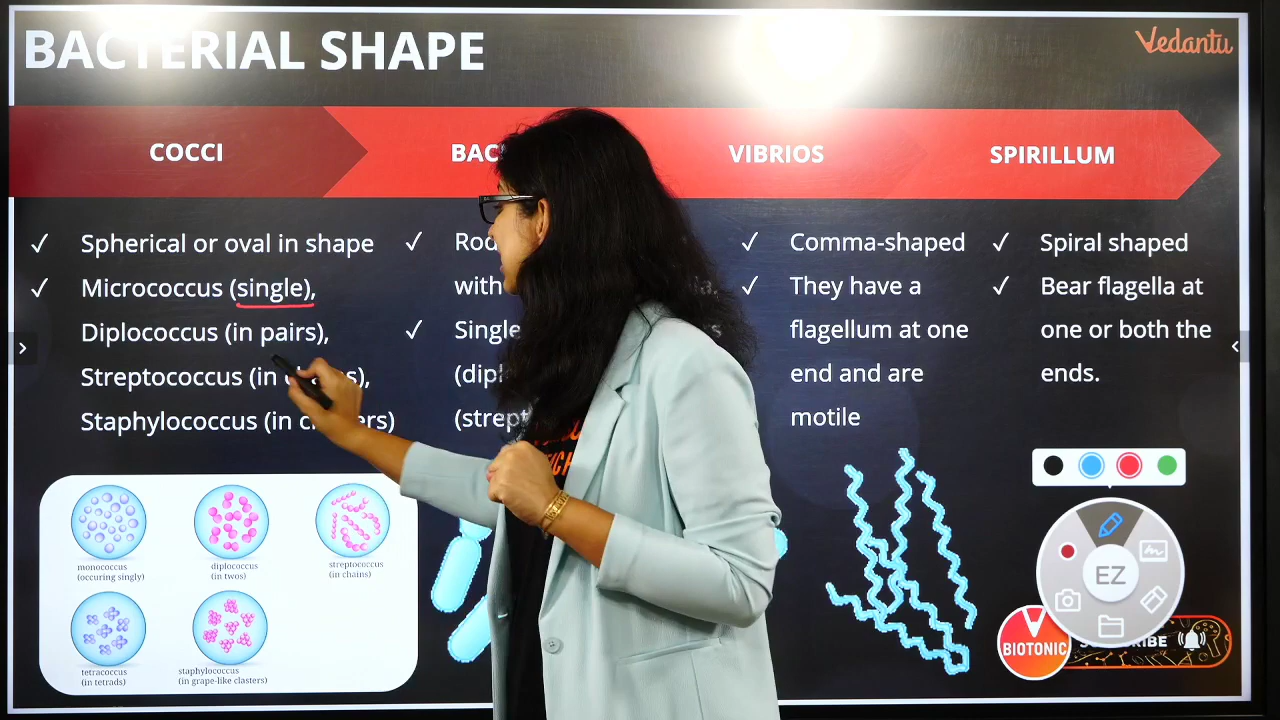 BACTERIAL SHAPE
Vedantu
COCCI
VIBRIOS
SPIRILLUM
✓ Spherical or oval in shape
✓ Micrococcus (single),
Diplococcus (in pairs),
Streptococcus (in
Staphylococcus (in
with
✓ Single
✓ Comma-shaped
✓ They have a
flagellum at one
end and are
motile
✓ Spiral shaped
✓ Bear flagella at
one or both the
ends.
monococcus
(occuring singly)
diplococcus
(in twos)
streptococcus
(in chains)
tetracoccus
(in tetrads)
staphylococcus
(in grape-like clasters)
EZ
BIOTONIC